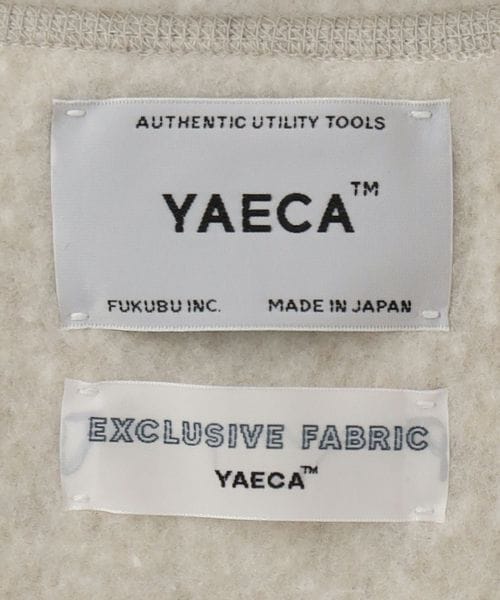 AUTHENTIC UTILITY TOOLS
YAECA™
FUKUBU INC. MADE IN JAPAN
EXCLUSIVE FABRIC
YAECA™